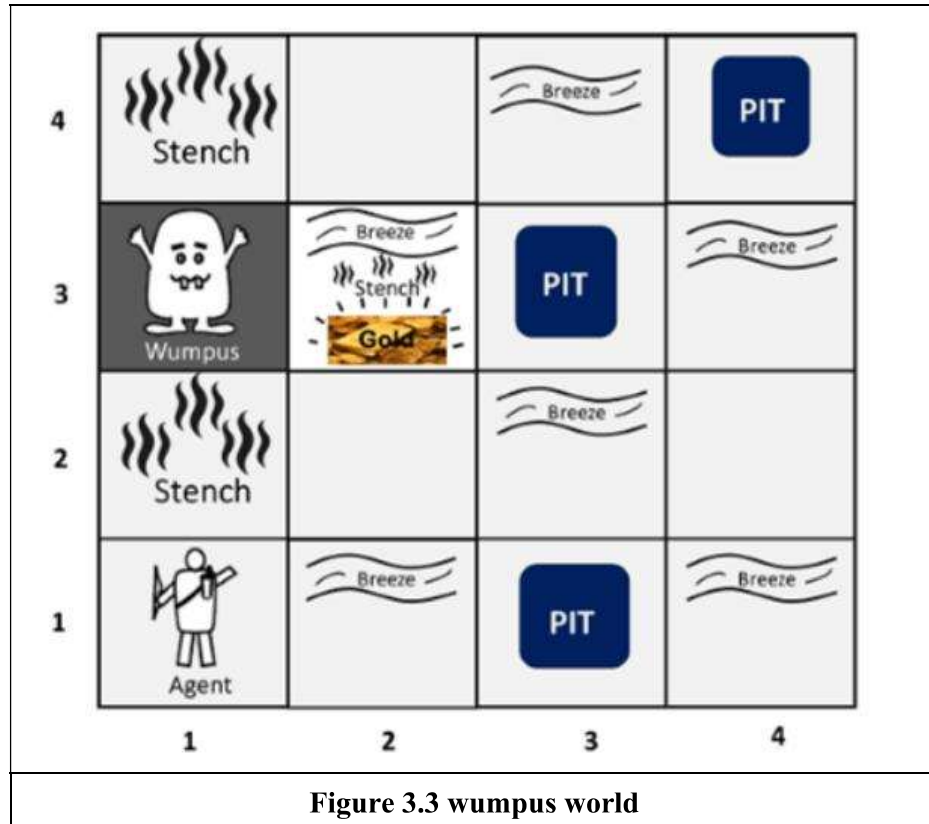 4
Stench
Breeze
PIT
3
Wumpus
Breeze
Stench
Gold
PIT
Breeze
2
Stench
Breeze
1
Agent
Breeze
PIT
Breeze
1 2 3 4
Figure 3.3 wumpus world